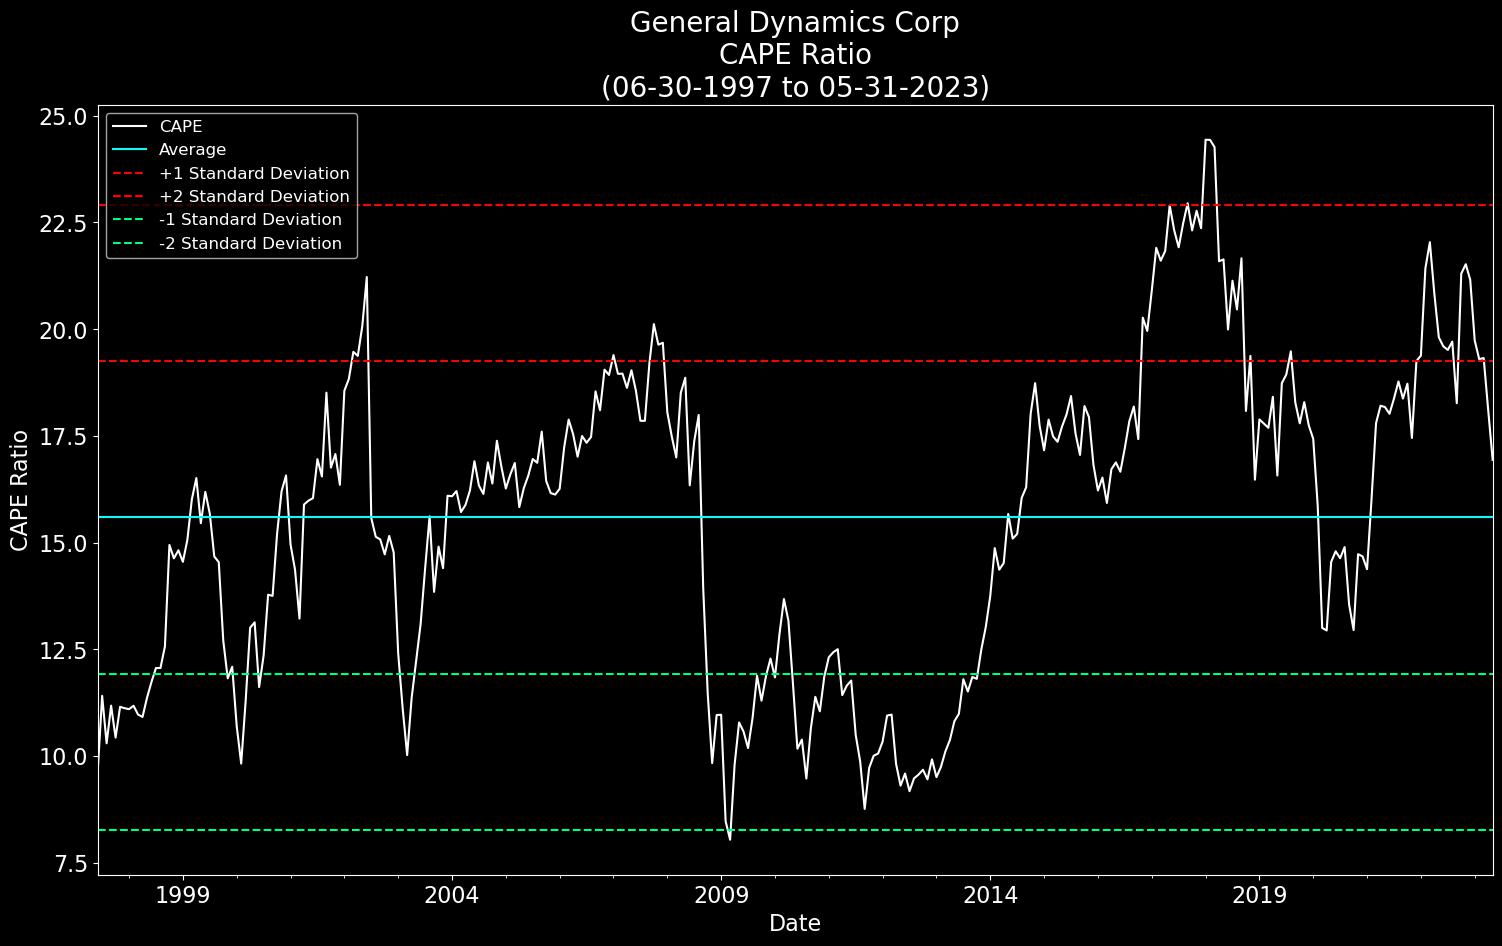 General Dynamics Corp
CAPE Ratio
(06-30-1997 to 05-31-2023)
CAPE
Average
+1 Standard Deviation
+2 Standard Deviation
-1 Standard Deviation
-2 Standard Deviation
25.0
22.5
20.0
17.5
15.0
12.5
10.0
7.5
CAPE Ratio
1999
2004
2009
2014
2019
Date